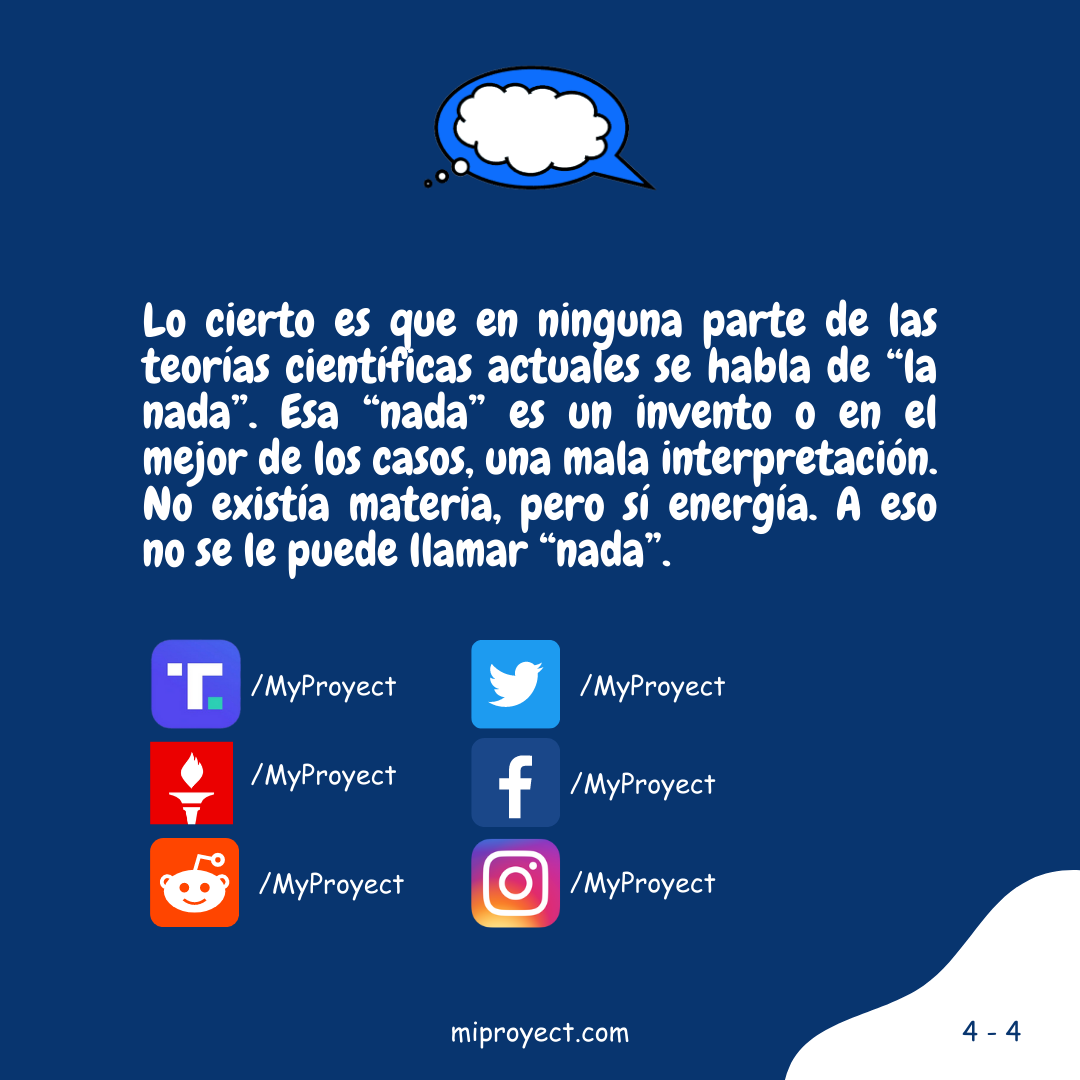 Lo cierto es que en ninguna parte de las
teorías científicas actuales se habla de “la
nada”. Esa “nada” es un invento o en el
mejor de los casos, una mala interpretación.
No existía materia, pero sí energía. A eso
no se le puede llamar “nada”.
/MyProyect
/MyProyect
/MyProyect
/MyProyect
/MyProyect
/MyProyect
miproyect.com
4 - 4